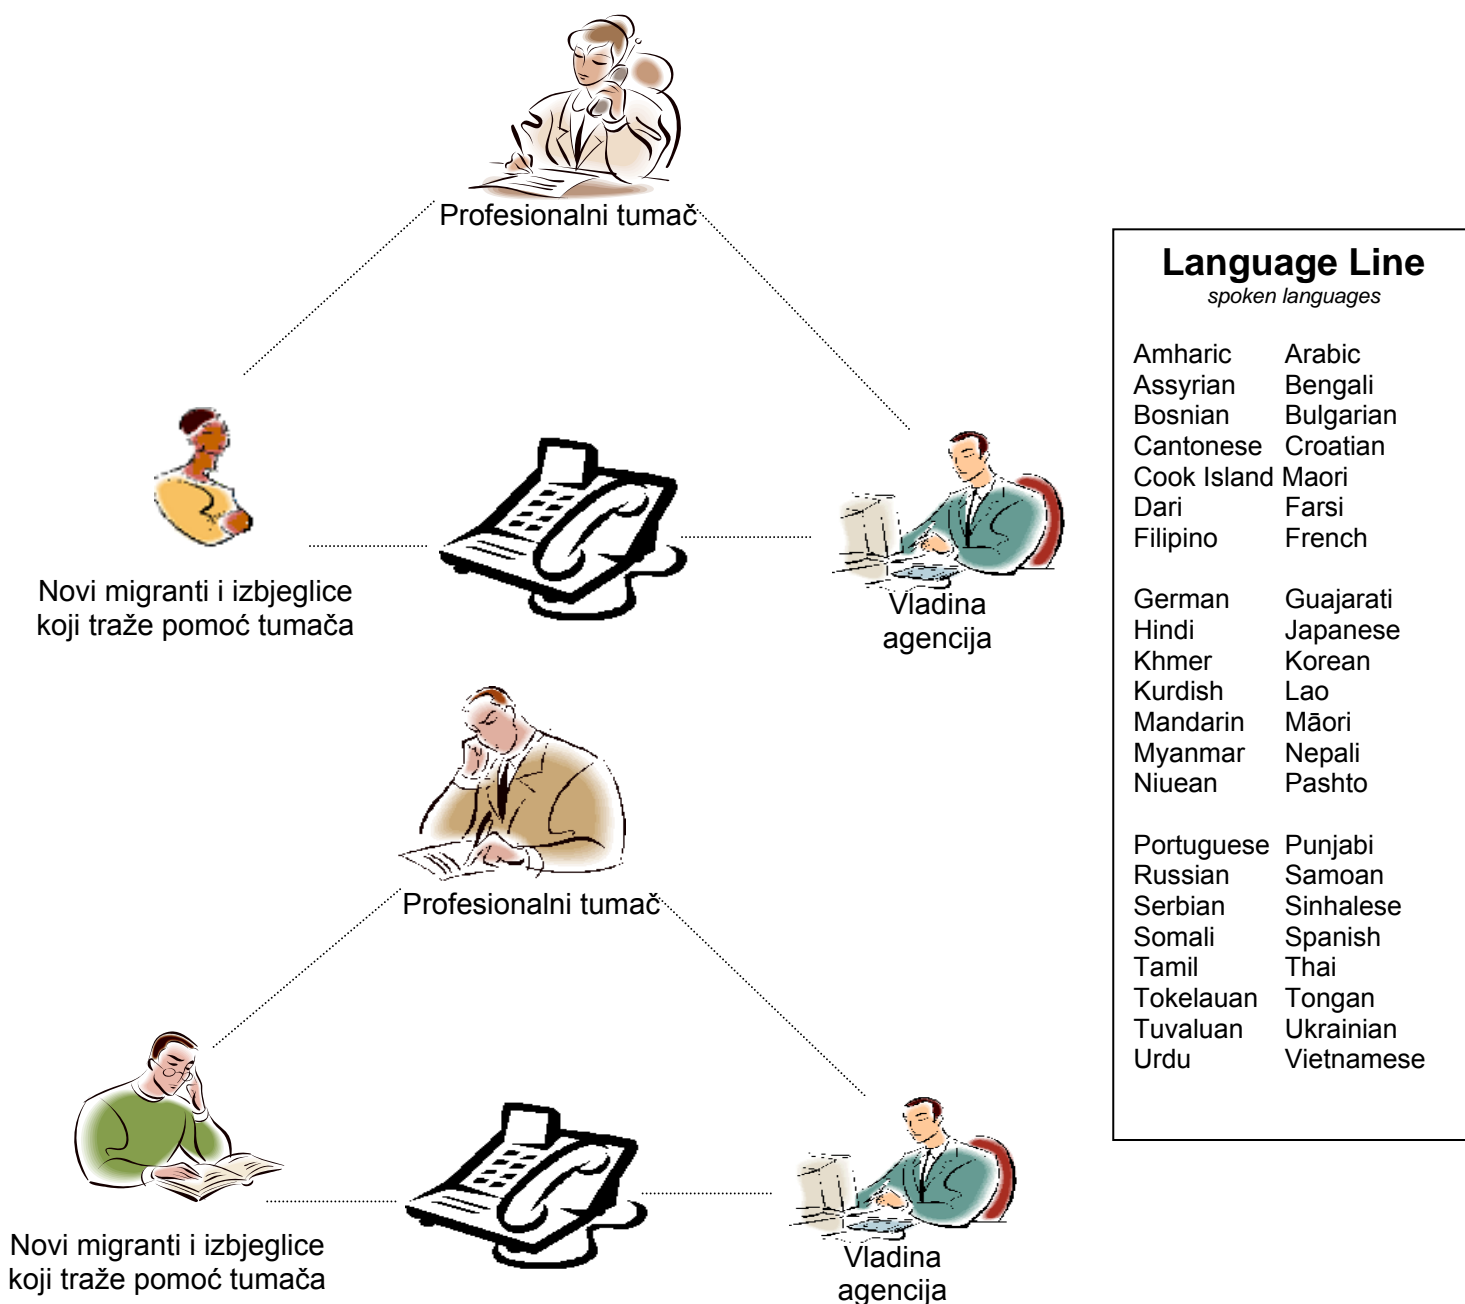 Profesionalni tumač
Novi migranti i izbjeglice
koji traže pomoć tumača
Vladina
agencija
Profesionalni tumač
Novi migranti i izbjeglice
koji traže pomoć tumača
Vladina
agencija
Language Line
spoken languages
Amharic Arabic
Assyrian Bengali
Bosnian Bulgarian
Cantonese Croatian
Cook Island Maori
Dari Farsi
Filipino French
German Guajarati
Hindi Japanese
Khmer Korean
Kurdish Lao
Mandarin Māori
Myanmar Nepali
Niuean Pashto
Portuguese Punjabi
Russian Samoan
Serbian Sinhalese
Somali Spanish
Tamil Thai
Tokelauan Tongan
Tuvaluan Ukrainian
Urdu Vietnamese